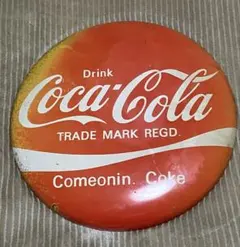 Drink
Coca-Cola
TRADE MARK REGD.
Comeonin. Coke